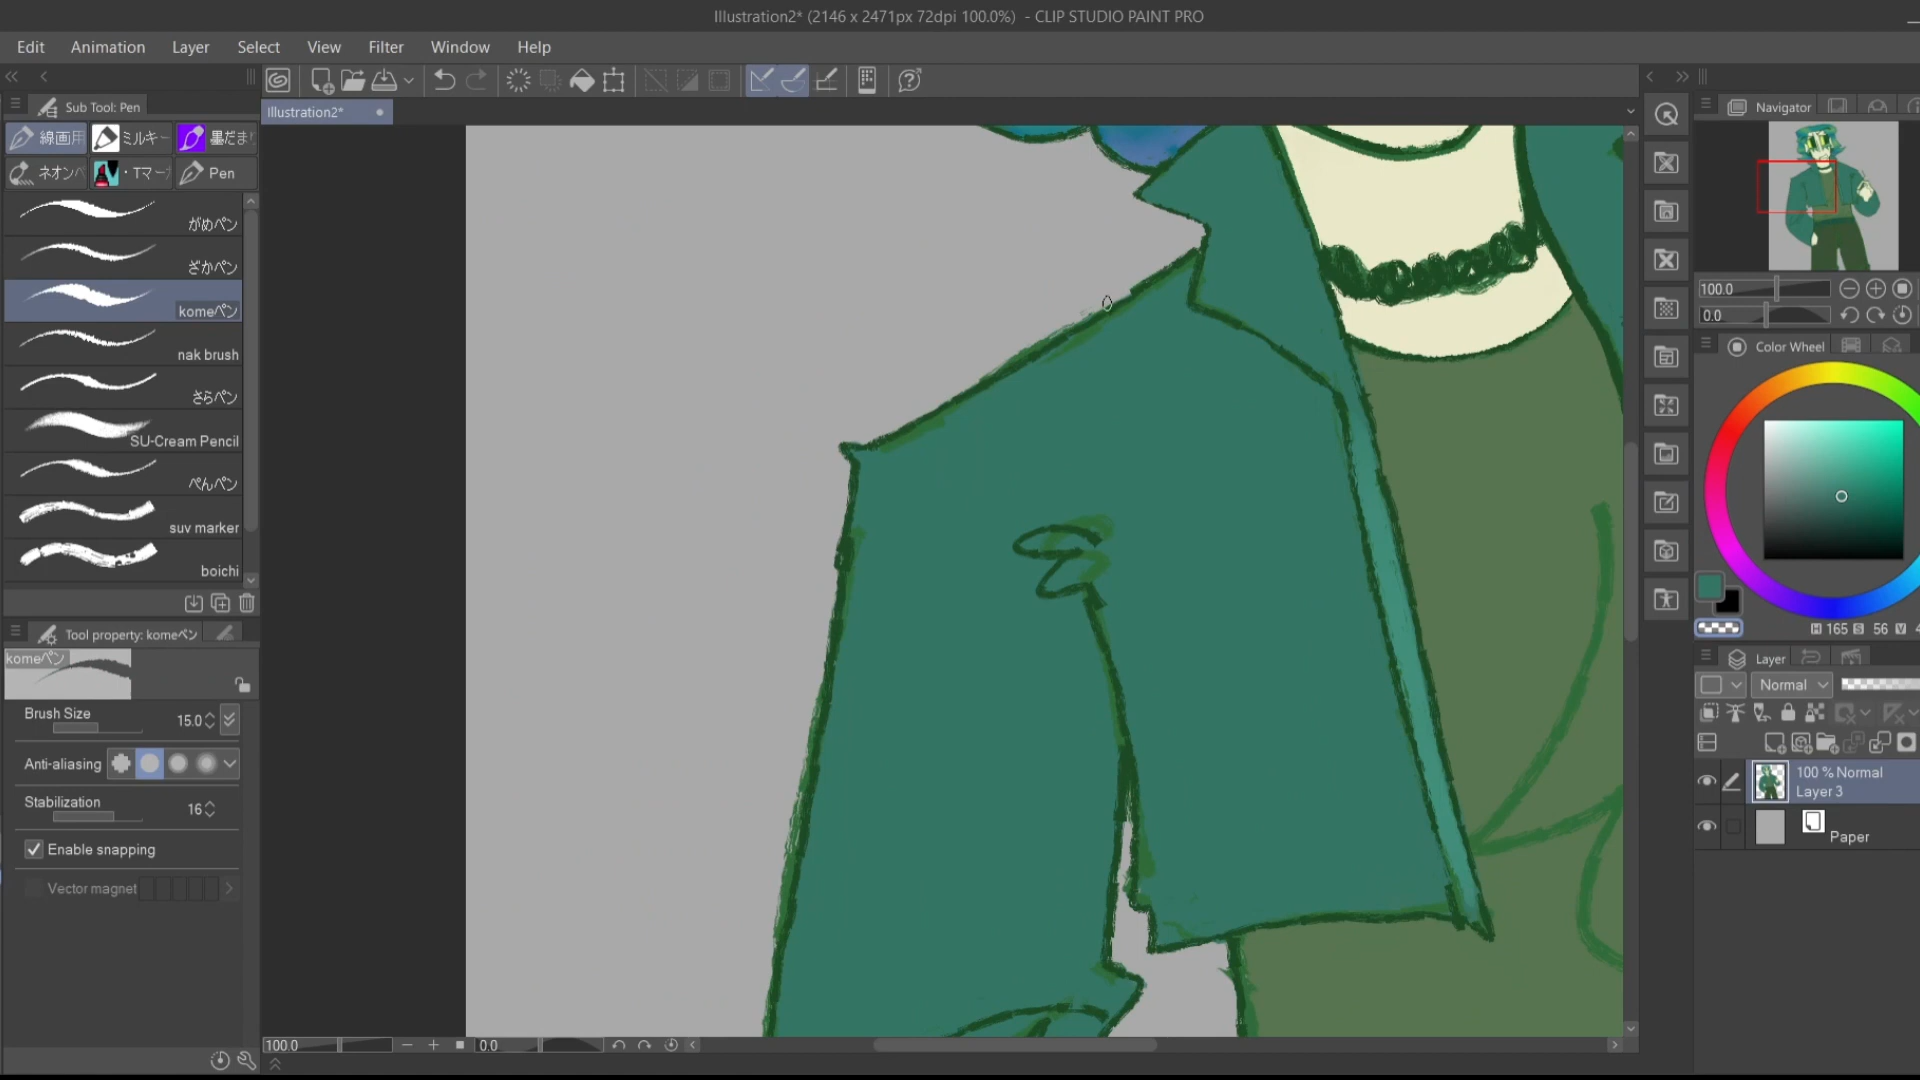 Illustration2* (2146 x 2471px 72dpi 100.0%) - CLIP STUDIO PAINT PRO
Edit Animation Layer Select View Filter Window Help
Sub Tool: Pen
Illustration2*
Navigator
線画用
ミルキー
墨だま
ネオン
・Tマー
Pen
がめペン
ざかペン
komeペン
nak brush
さらペン
SU-Cream Pencil
ぺんペン
suv marker
boichi
Tool property: komeペン
komeペン
Brush Size 15.0
Anti-aliasing
Stabilization 16
Enable snapping
Vector magnet
100.0
0.0
100.0
0.0
Color Wheel
H 165 S 56 V 4
Layer
Normal
100 % Normal
Layer 3
Paper